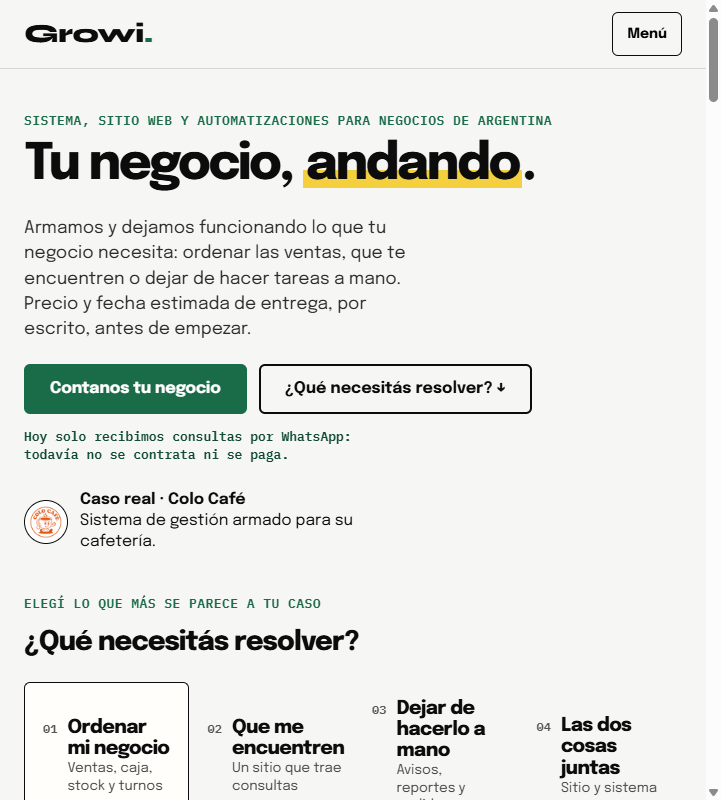 Growi.
Menú
SISTEMA, SITIO WEB Y AUTOMATIZACIONES PARA NEGOCIOS DE ARGENTINA
Tu negocio, andando.
Armamos y dejamos funcionando lo que tu
negocio necesita: ordenar las ventas, que te
encuentren o dejar de hacer tareas a mano.
Precio y fecha estimada de entrega, por
escrito, antes de empezar.
Contanos tu negocio
¿Qué necesitás resolver? ↓
Hoy solo recibimos consultas por WhatsApp:
todavía no se contrata ni se paga.
COLO CAFÉ
Caso real · Colo Café
Sistema de gestión armado para su
cafetería.
ELEGÍ LO QUE MÁS SE PARECE A TU CASO
¿Qué necesitás resolver?
01 Ordenar
mi negocio
Ventas, caja,
stock y turnos
02 Que me
encuentren
Un sitio que trae
consultas
03 Dejar de
hacerlo a
mano
Avisos,
reportes y
04 Las dos
cosas
juntas
Sitio y sistema